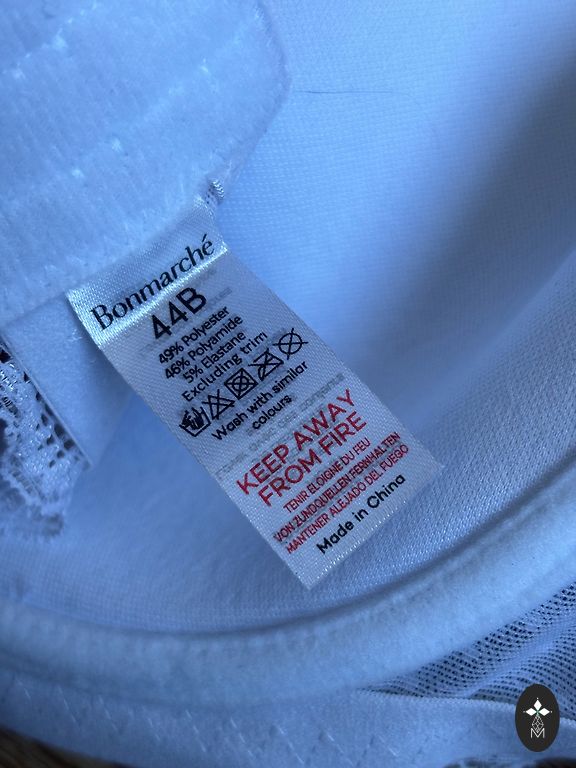 Bonmarché
44B
49% Polyester
46% Polyamide
5% Elastane
Excluding trim
Wash with similar
colours
KEEP AWAY
FROM FIRE
TENIR ELOIGNE DU FEU
VON ZUNDQUELLEN FERNHALTEN
MANTENER ALEJADO DEL FUEGO
Made in China